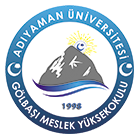 ADIYAMAN ÜNİVERSİTESİ
1998
GÖLBAŞI MESLEK YÜKSEKOKULU